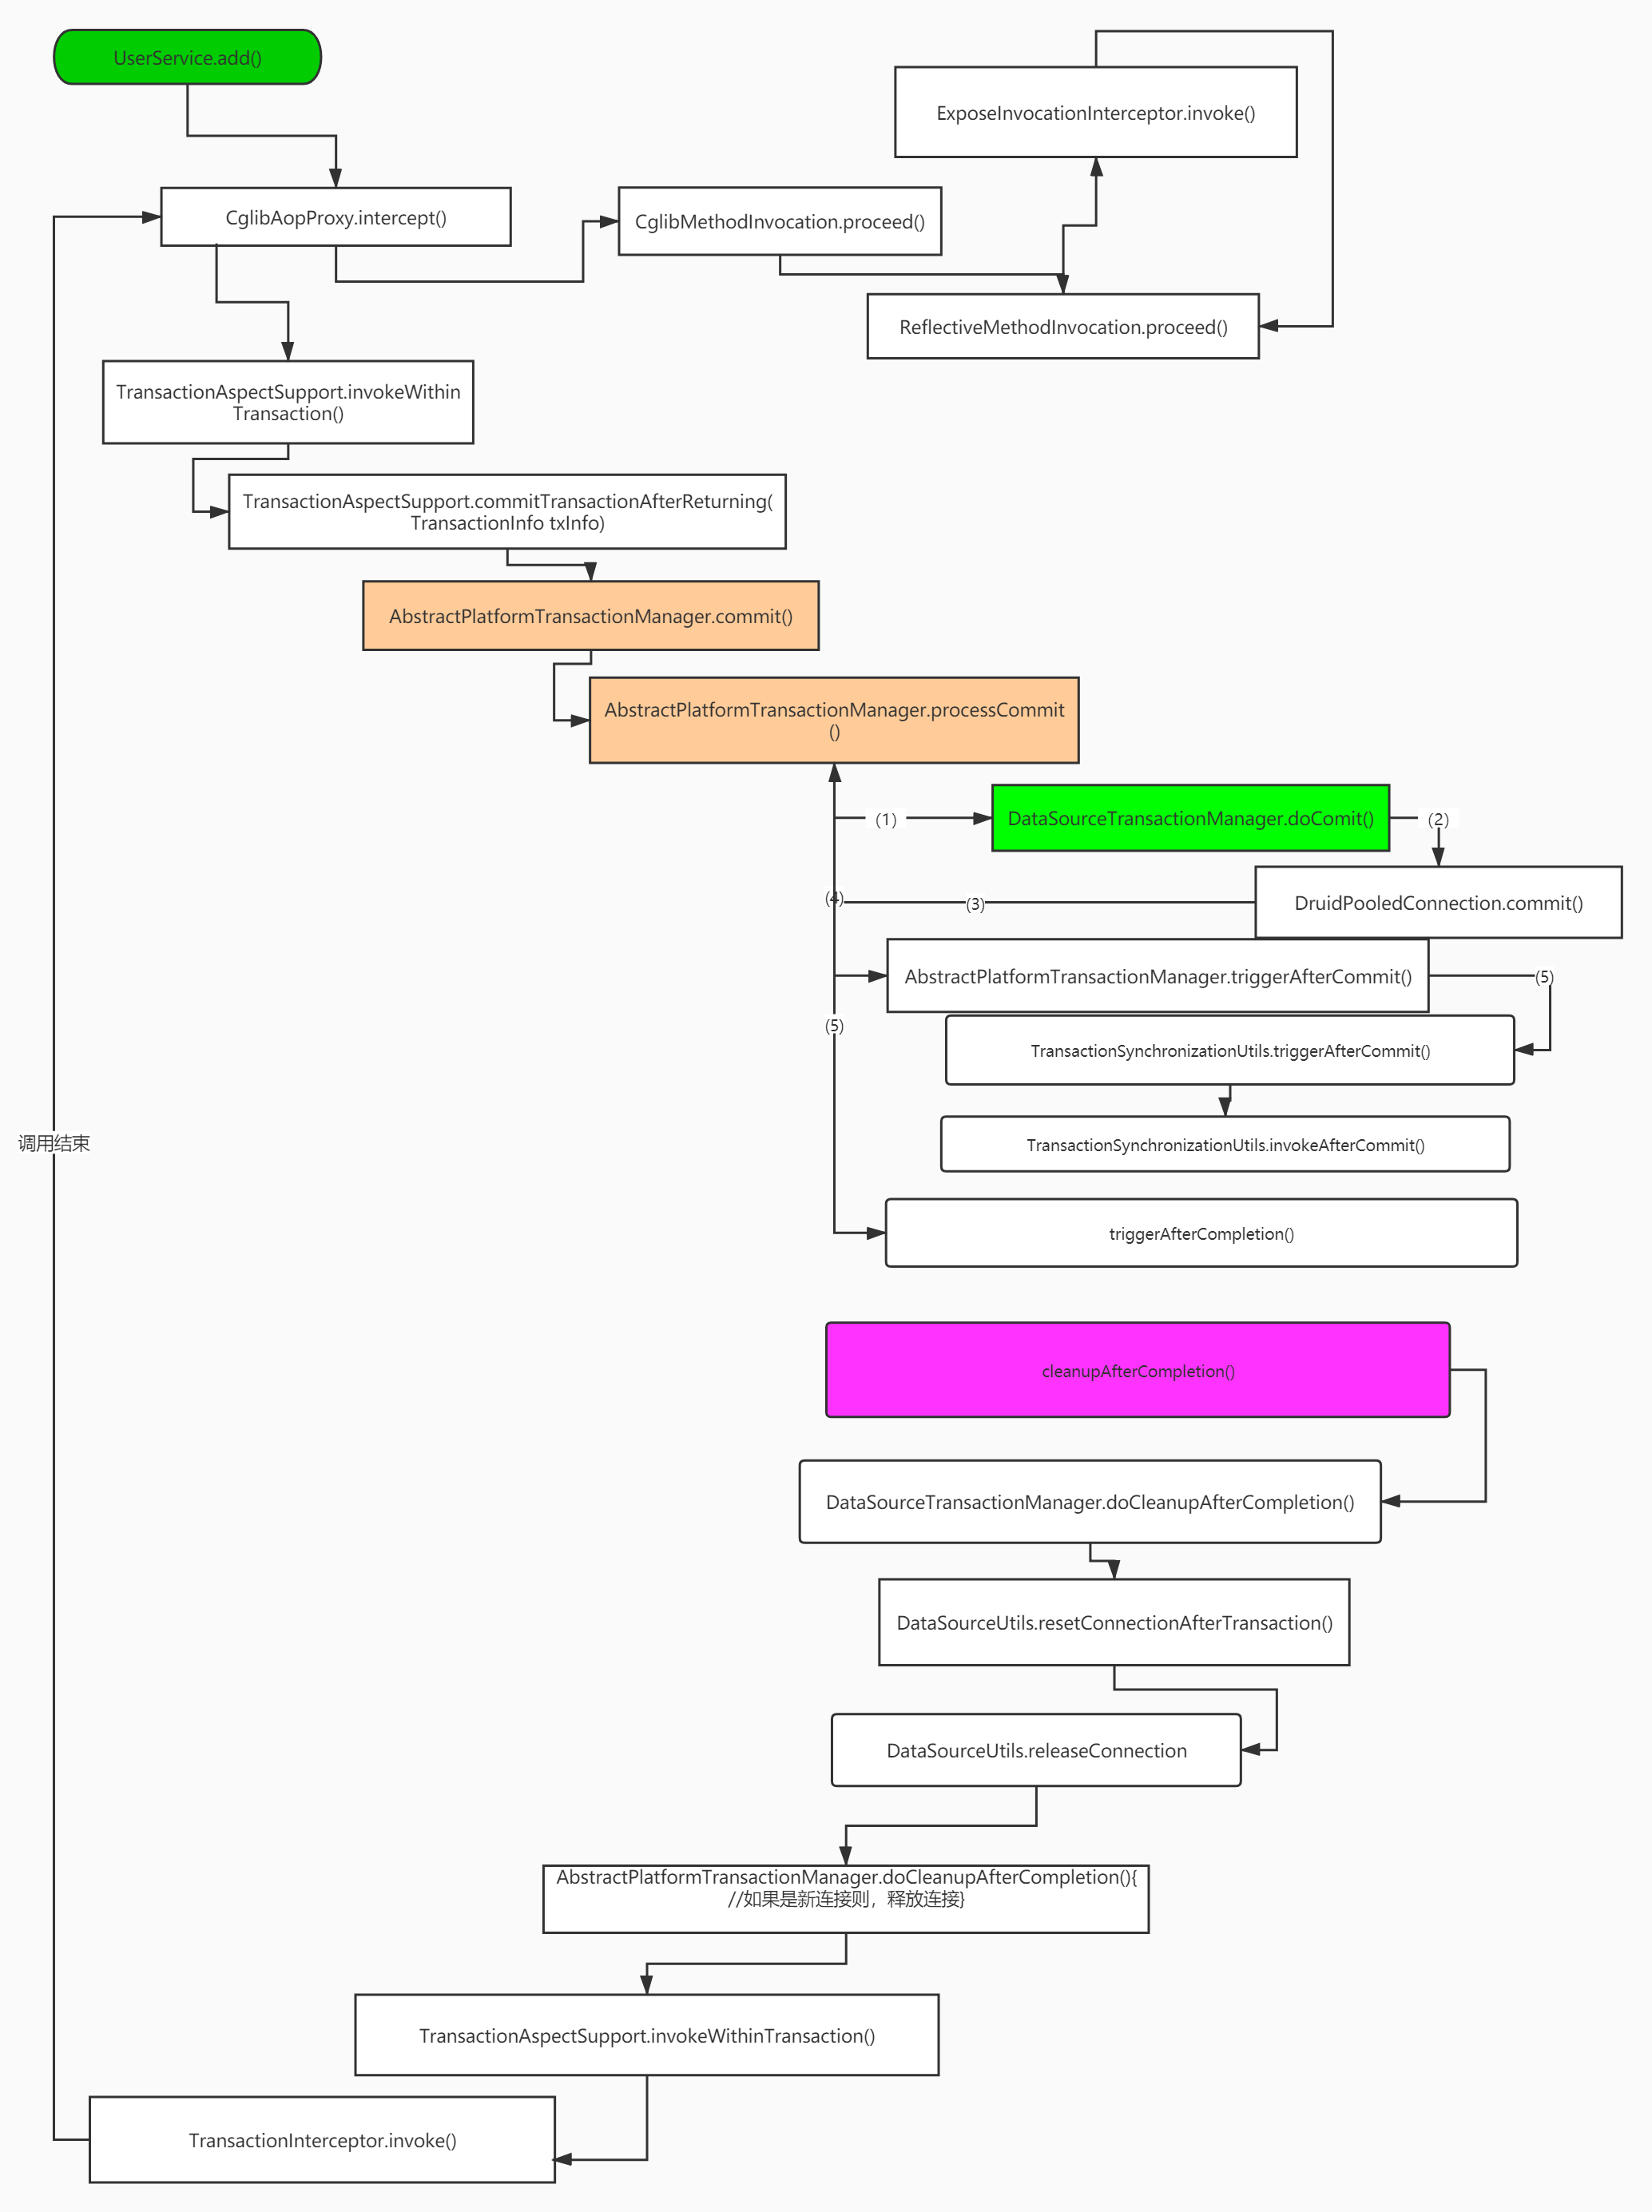 UserService.add()
ExposeInvocationInterceptor.invoke()
CglibAopProxy.intercept()
CglibMethodInvocation.proceed()
ReflectiveMethodInvocation.proceed()
TransactionAspectSupport.invokeWithin
Transaction()
TransactionAspectSupport.commitTransactionAfterReturning(
TransactionInfo txInfo)
AbstractPlatformTransactionManager.commit()
AbstractPlatformTransactionManager.processCommit
()
(1)
DataSourceTransactionManager.doComit()
(2)
(4)
(3)
DruidPooledConnection.commit()
AbstractPlatformTransactionManager.triggerAfterCommit()
(5)
(5)
TransactionSynchronizationUtils.triggerAfterCommit()
TransactionSynchronizationUtils.invokeAfterCommit()
调用结束
triggerAfterCompletion()
cleanupAfterCompletion()
DataSourceTransactionManager.doCleanupAfterCompletion()
DataSourceUtils.resetConnectionAfterTransaction()
DataSourceUtils.releaseConnection
AbstractPlatformTransactionManager.doCleanupAfterCompletion(){
//如果是新连接则，释放连接}
TransactionAspectSupport.invokeWithinTransaction()
TransactionInterceptor.invoke()